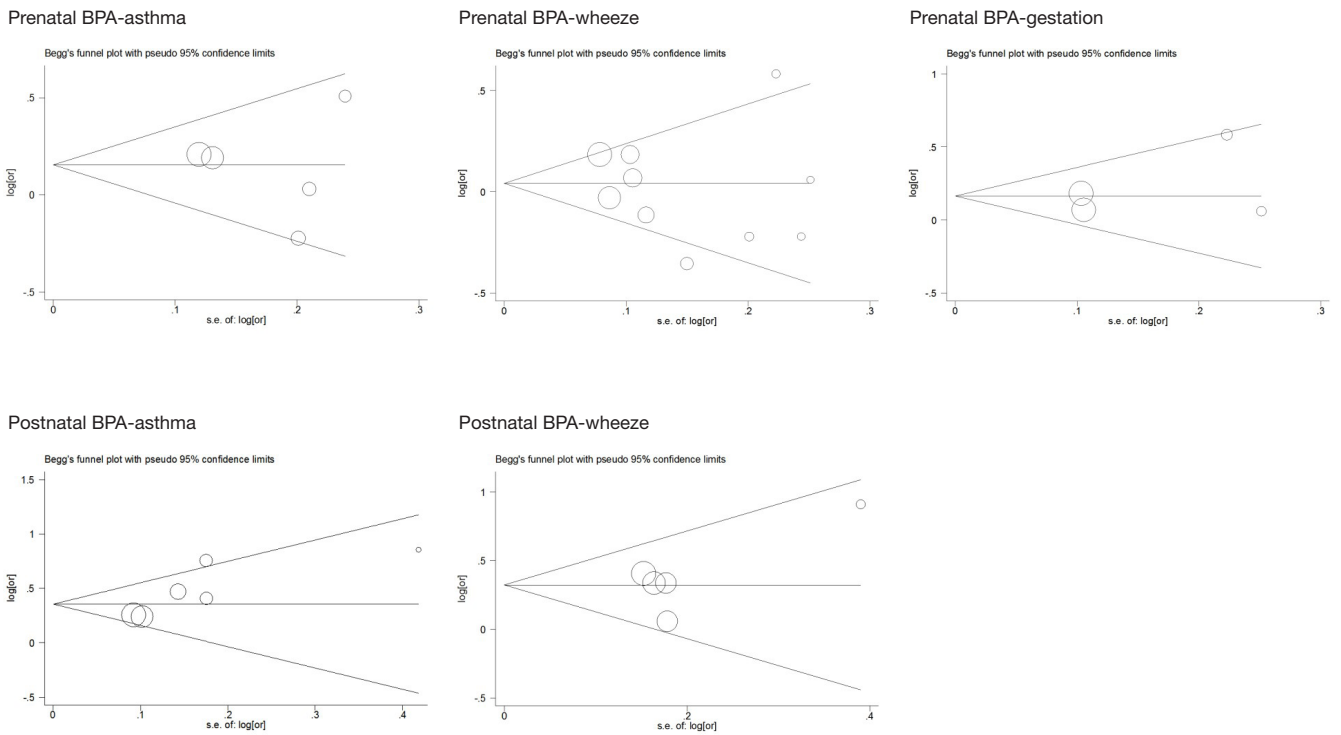 Prenatal BPA-asthma
Begg's funnel plot with pseudo 95% confidence limits
log[or]
.5
0
-.5
0 .1 .2 .3
s.e. of: log[or]
Prenatal BPA-wheeze
Begg's funnel plot with pseudo 95% confidence limits
log[or]
.5
0
-.5
0 .1 .2 .3
s.e. of: log[or]
Prenatal BPA-gestation
Begg's funnel plot with pseudo 95% confidence limits
log[or]
1
.5
0
-.5
0 .1 .2 .3
s.e. of: log[or]
Postnatal BPA-asthma
Begg's funnel plot with pseudo 95% confidence limits
log[or]
1.5
1
.5
0
-.5
0 .1 .2 .3 .4
s.e. of: log[or]
Postnatal BPA-wheeze
Begg's funnel plot with pseudo 95% confidence limits
log[or]
1
.5
0
-.5
0 .2 .4
s.e. of: log[or]